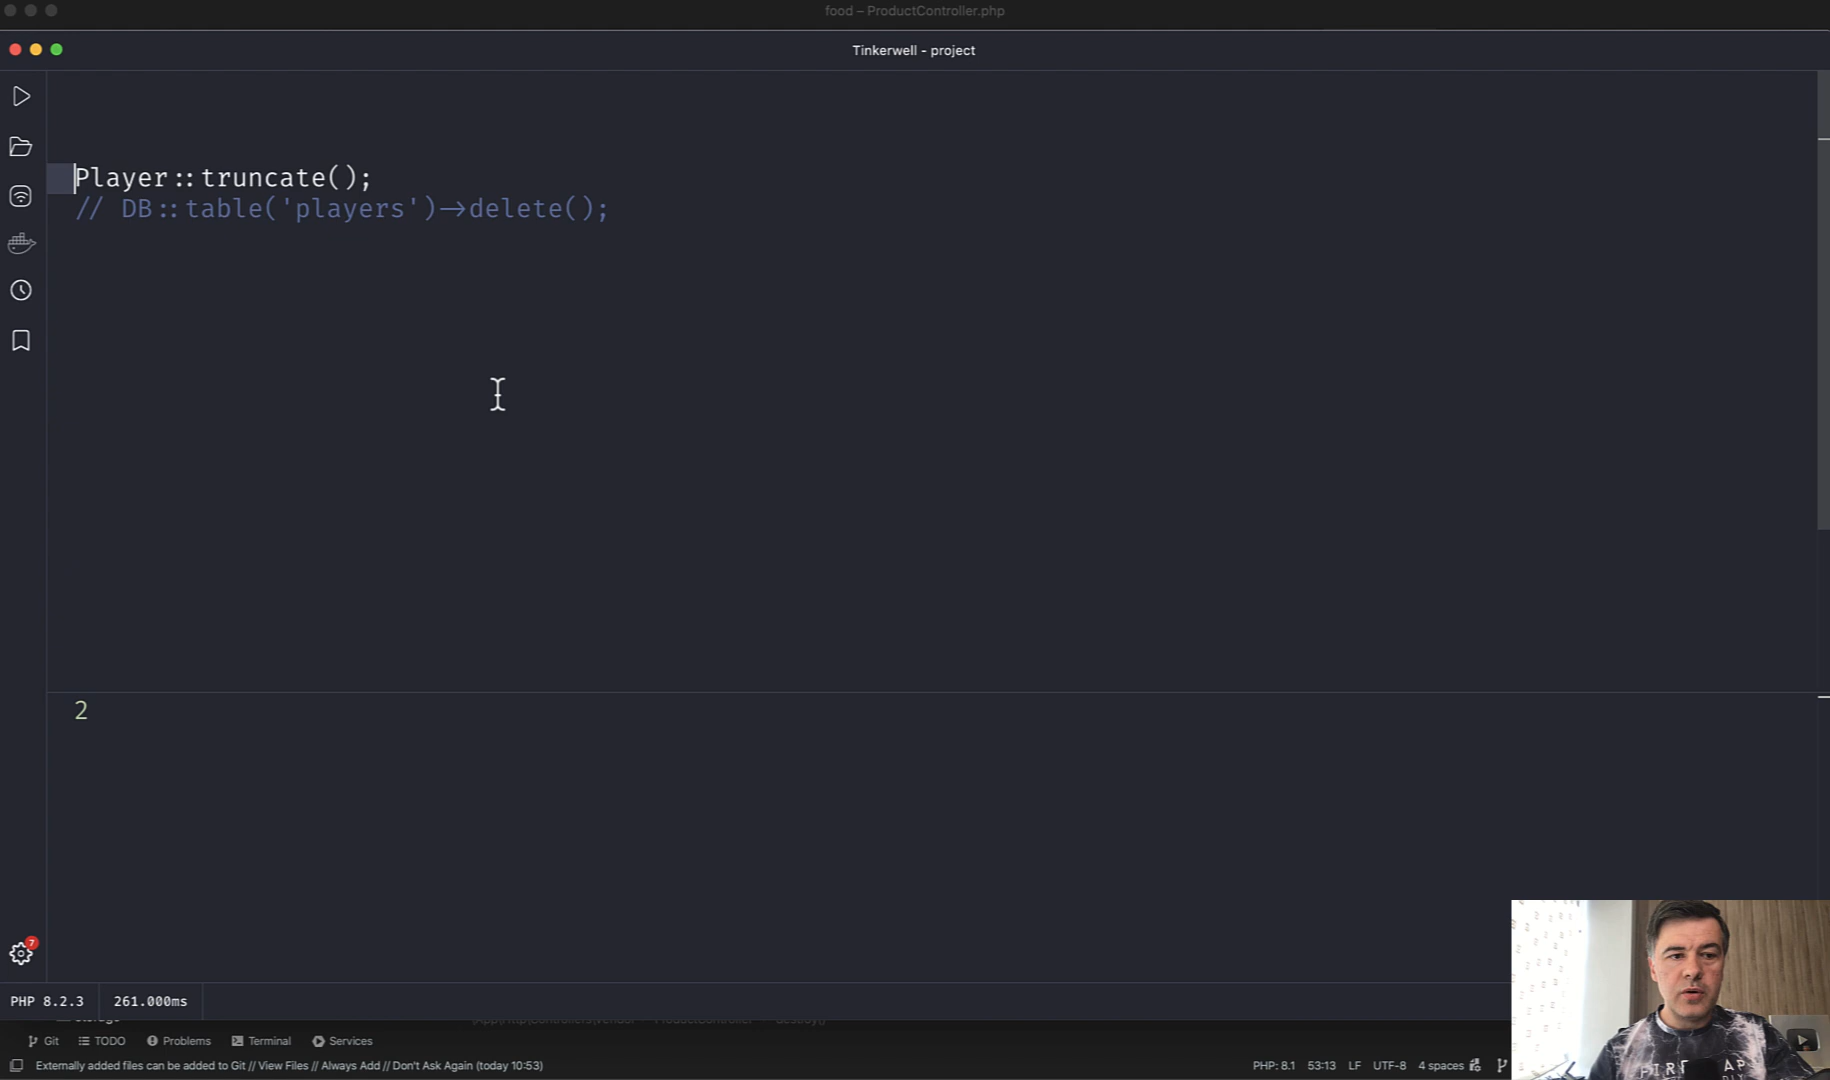 food – ProductController.php
Tinkerwell - project
Player::truncate();
// DB::table('players')->delete();
2
7
PHP 8.2.3 261.000ms
Git TODO Problems Terminal Services
Externally added files can be added to Git // View Files // Always Add // Don't Ask Again (today 10:53) PHP: 8.1 53:13 LF UTF-8 4 spaces